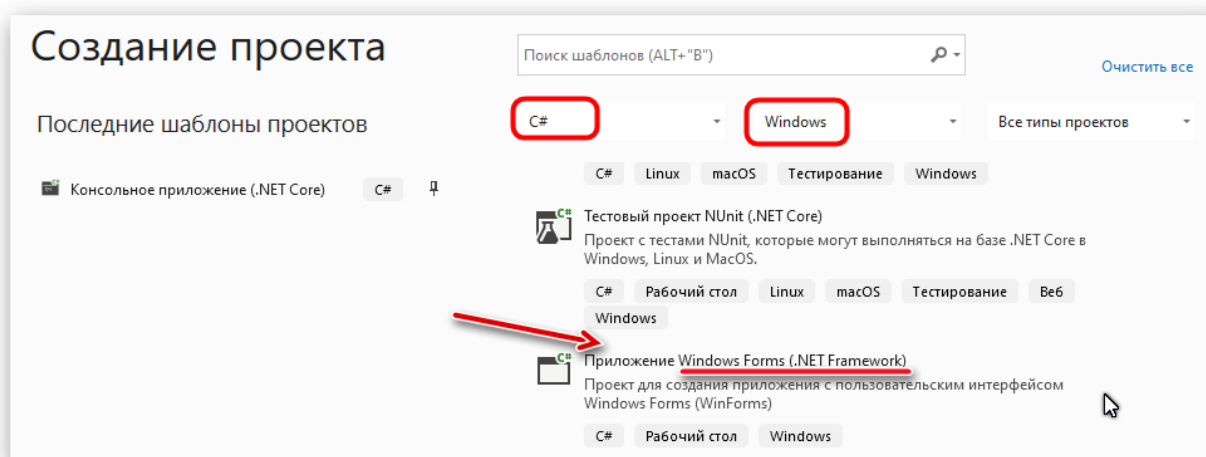 Создание проекта
Поиск шаблонов (ALT+"В")
Очистить все
Последние шаблоны проектов
C#
Windows
Все типы проектов
Консольное приложение (.NET Core)
C#
C# Linux macOS Тестирование Windows
Тестовый проект NUnit (.NET Core)
Проект с тестами NUnit, которые могут выполняться на базе .NET Core в
Windows, Linux и MacOS.
C# Рабочий стол Linux macOS Тестирование Веб
Windows
Приложение Windows Forms (.NET Framework)
Проект для создания приложения с пользовательским интерфейсом
Windows Forms (WinForms)
C# Рабочий стол Windows